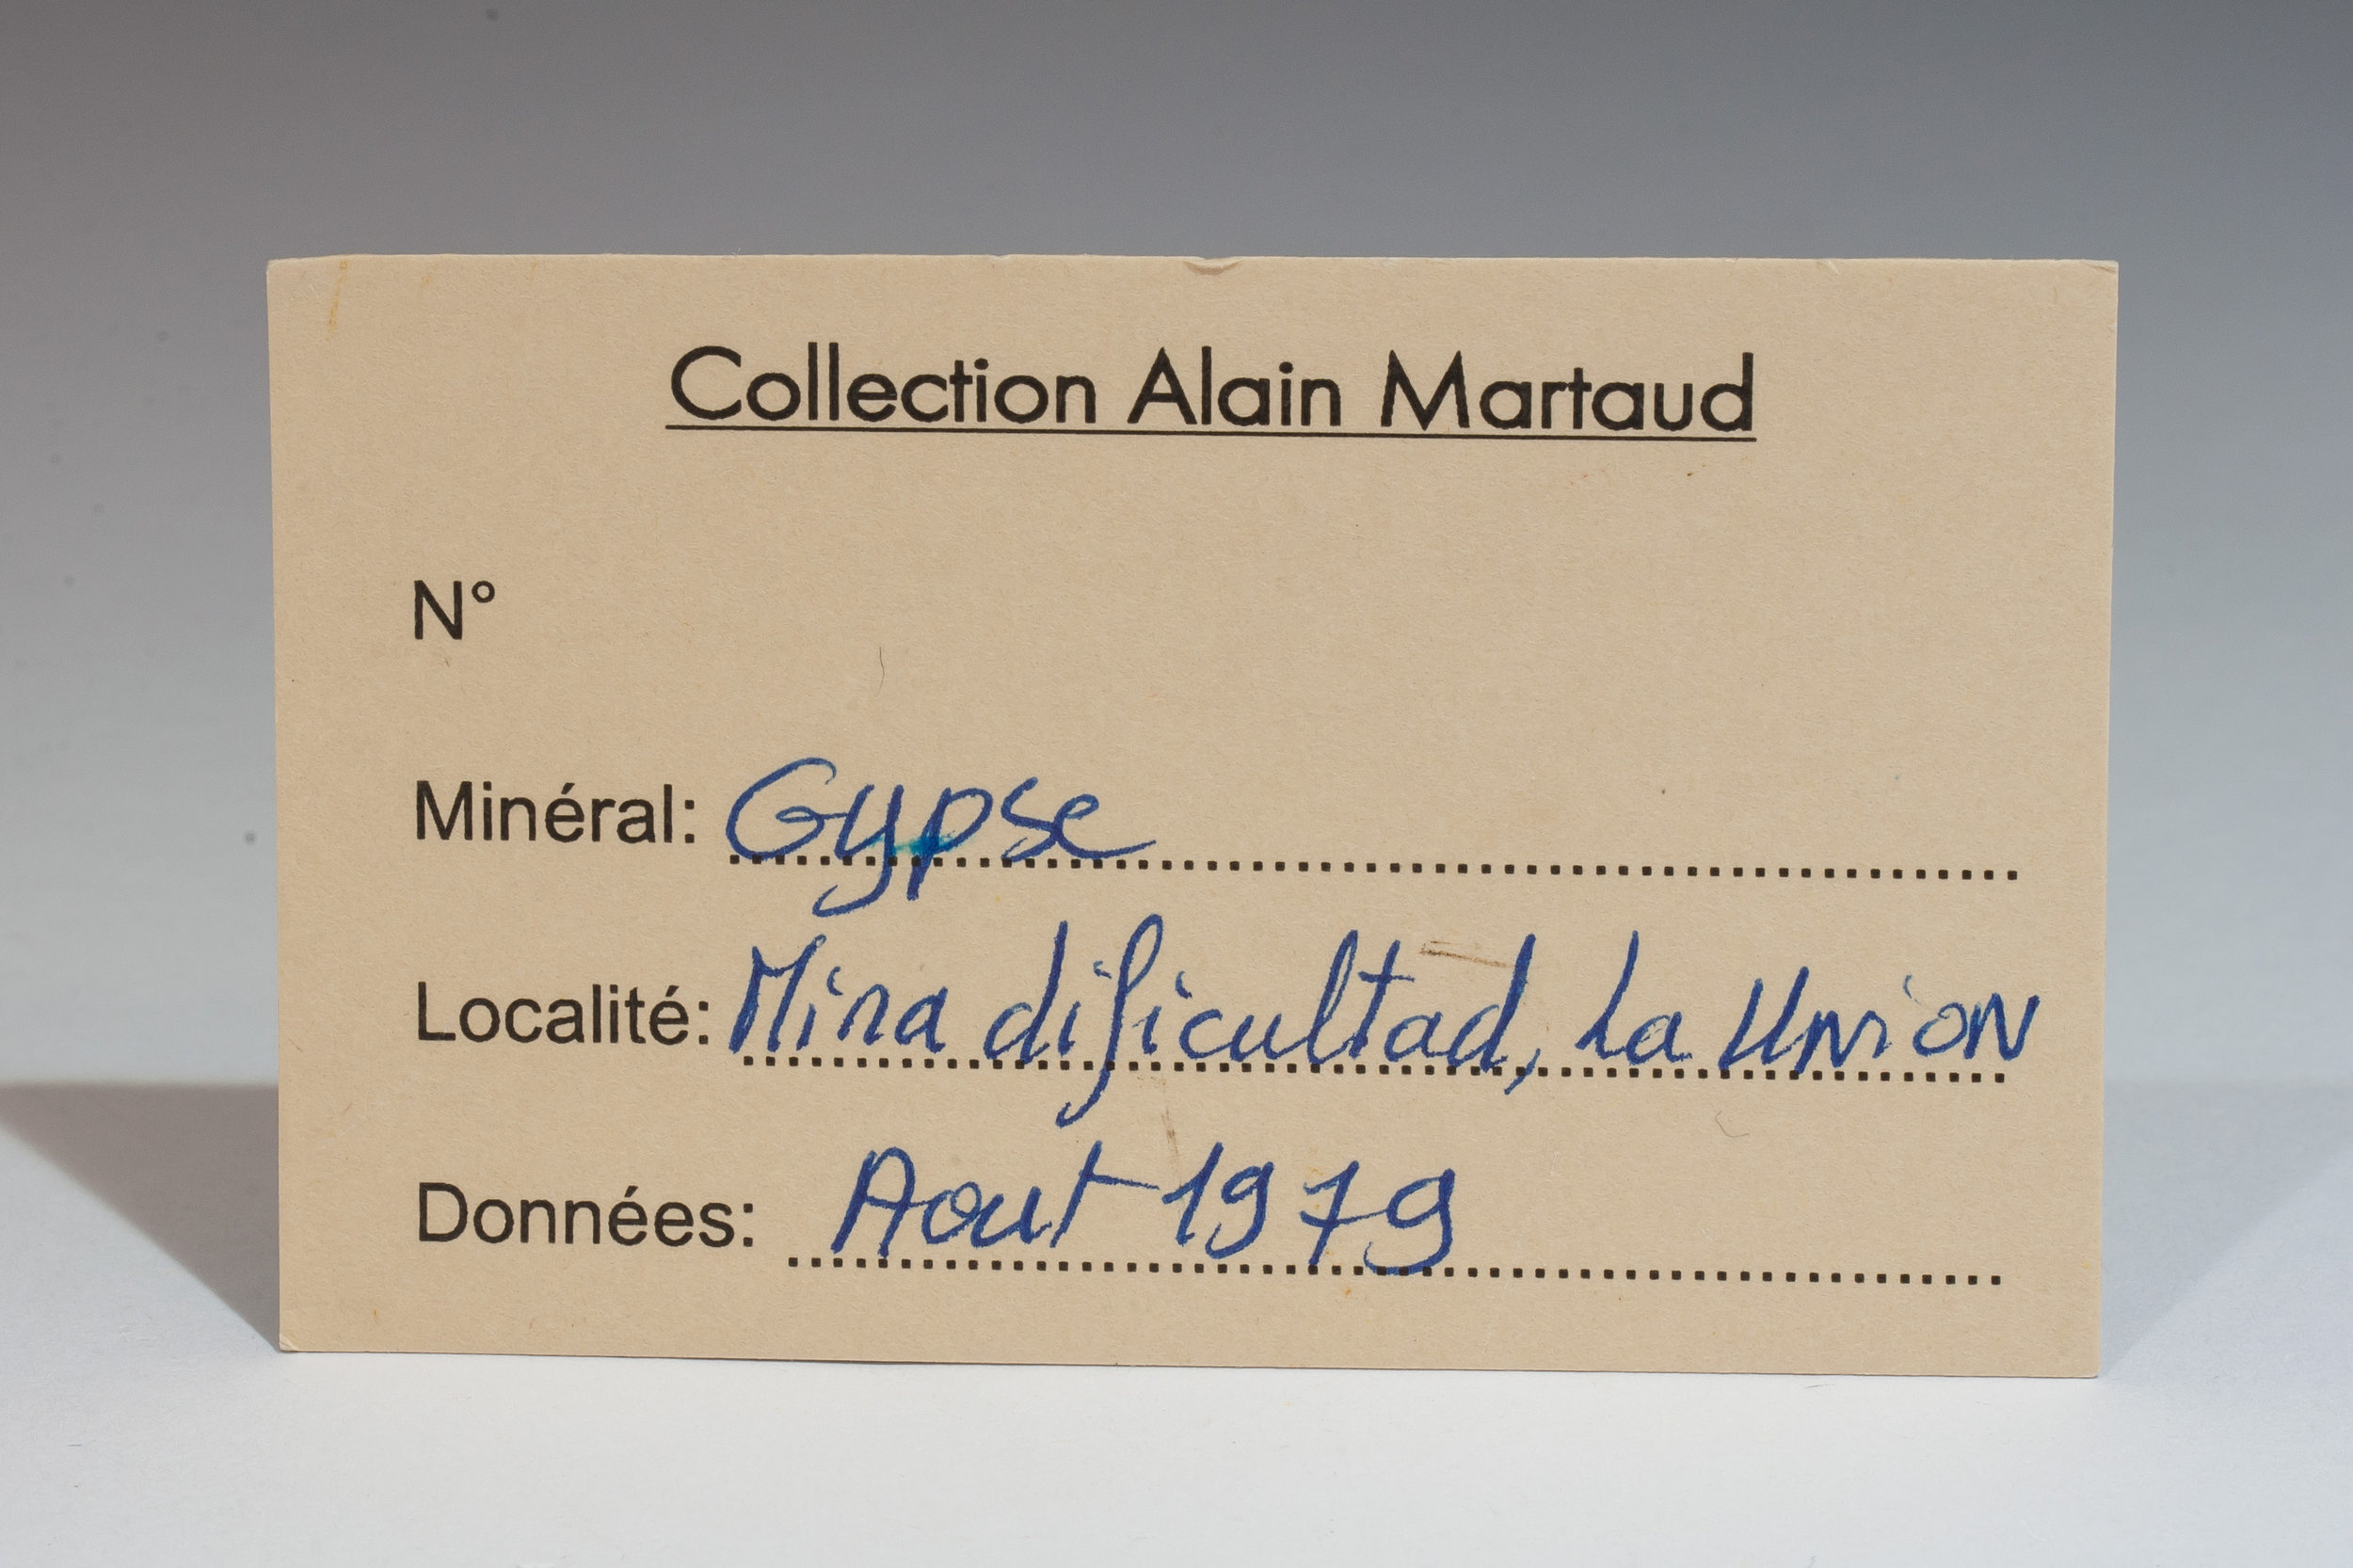 Collection Alain Martaud
N°
Minéral: Gypse
Localité: Mina dificultad, La Union
Données: Aout 1979